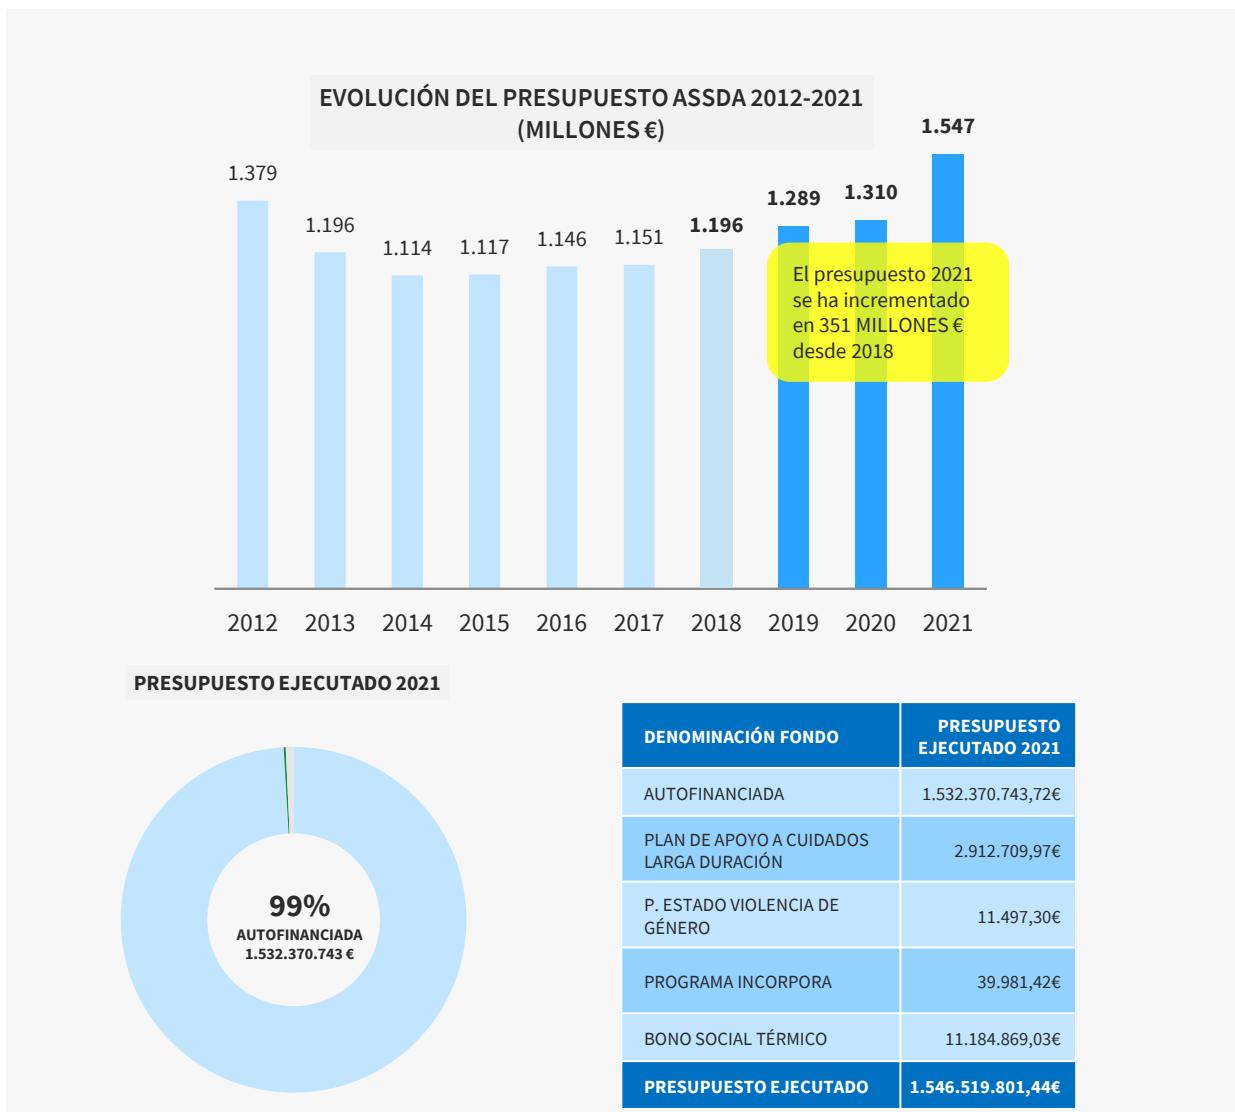 EVOLUCIÓN DEL PRESUPUESTO ASSDA 2012-2021
(MILLONES €)
1.379
1.196
1.114
1.117
1.146
1.151
1.196
1.289
1.310
1.547
El presupuesto 2021
se ha incrementado
en 351 MILLONES €
desde 2018
2012 2013 2014 2015 2016 2017 2018 2019 2020 2021
PRESUPUESTO EJECUTADO 2021
99%
AUTOFINANCIADA
1.532.370.743 €
DENOMINACIÓN FONDO
PRESUPUESTO
EJECUTADO 2021
AUTOFINANCIADA 1.532.370.743,72€
PLAN DE APOYO A CUIDADOS
LARGA DURACIÓN
2.912.709,97€
P. ESTADO VIOLENCIA DE
GÉNERO
11.497,30€
PROGRAMA INCORPORA 39.981,42€
BONO SOCIAL TÉRMICO 11.184.869,03€
PRESUPUESTO EJECUTADO 1.546.519.801,44€